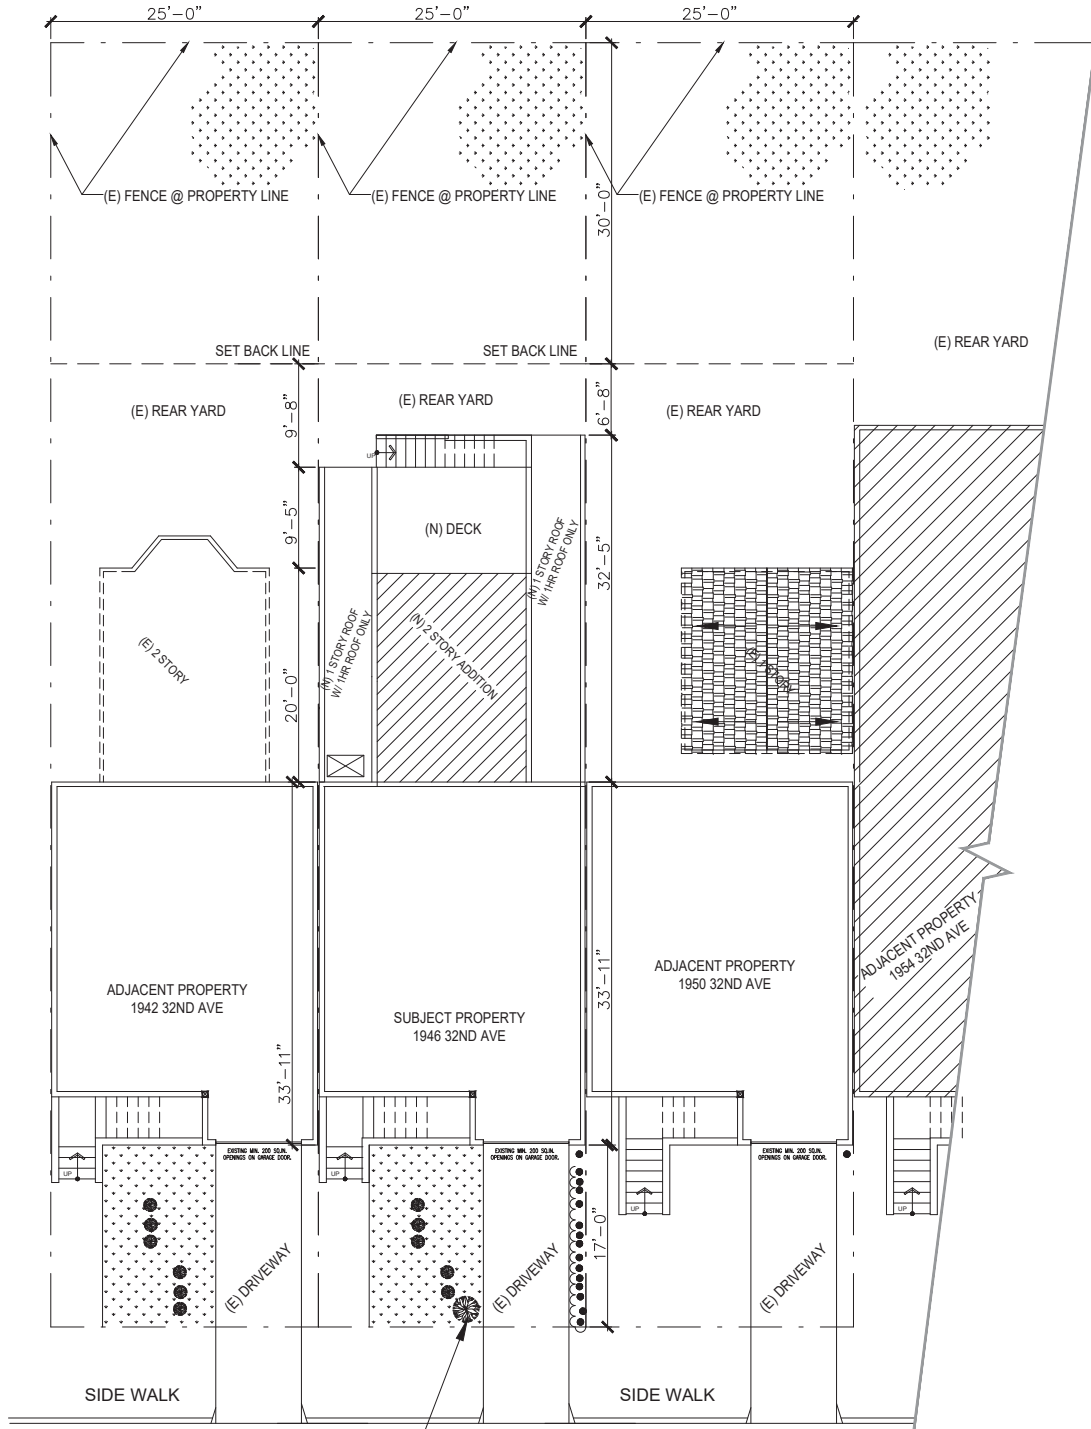 25'-0"
25'-0"
25'-0"
(E) FENCE @ PROPERTY LINE
(E) FENCE @ PROPERTY LINE
(E) FENCE @ PROPERTY LINE
30'-0"
SET BACK LINE
SET BACK LINE
(E) REAR YARD
(E) REAR YARD
(E) REAR YARD
(E) REAR YARD
9'-8"
6'-8"
UP
9'-5"
(N) DECK
(N) 1 STORY ROOF
W/ 1HR ROOF ONLY
32'-5"
(E) 2 STORY
(N) 1 STORY ROOF
W/ 1HR ROOF ONLY
(N) 2 STORY ADDITION
(E) 1 STORY
20'-0"
ADJACENT PROPERTY
1942 32ND AVE
SUBJECT PROPERTY
1946 32ND AVE
ADJACENT PROPERTY
1950 32ND AVE
ADJACENT PROPERTY
1954 32ND AVE
33'-11"
33'-11"
EXISTING MIN. 200 SQ.IN.
OPENINGS ON GARAGE DOOR.
EXISTING MIN. 200 SQ.IN.
OPENINGS ON GARAGE DOOR.
EXISTING MIN. 200 SQ.IN.
OPENINGS ON GARAGE DOOR.
UP
UP
UP
UP
17'-0"
(E) DRIVEWAY
(E) DRIVEWAY
(E) DRIVEWAY
SIDE WALK
SIDE WALK